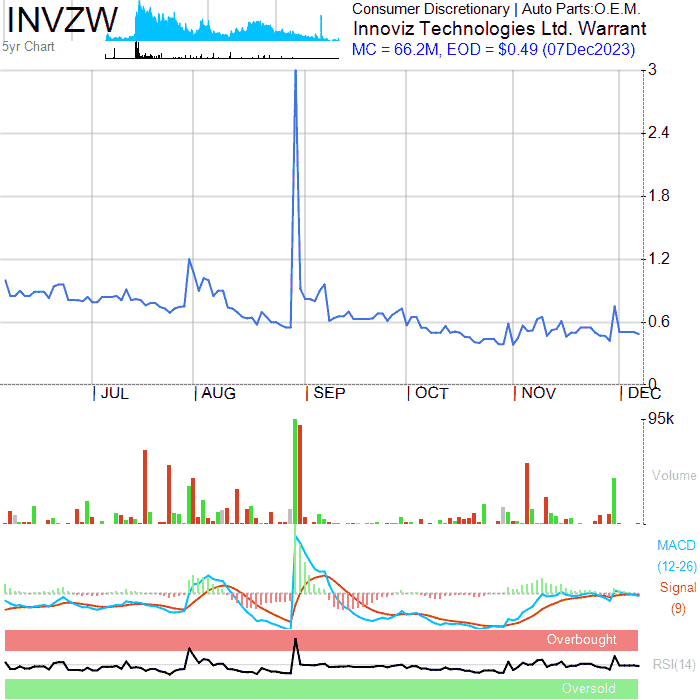 INVZW
5yr Chart
Consumer Discretionary | Auto Parts:O.E.M.
Innoviz Technologies Ltd. Warrant
MC = 66.2M, EOD = $0.49 (07Dec2023)
3
2.4
1.8
1.2
0.6
0
JUL AUG SEP OCT NOV DEC
95k
Volume
MACD
(12-26)
Signal
(9)
Overbought
RSI(14)
Oversold